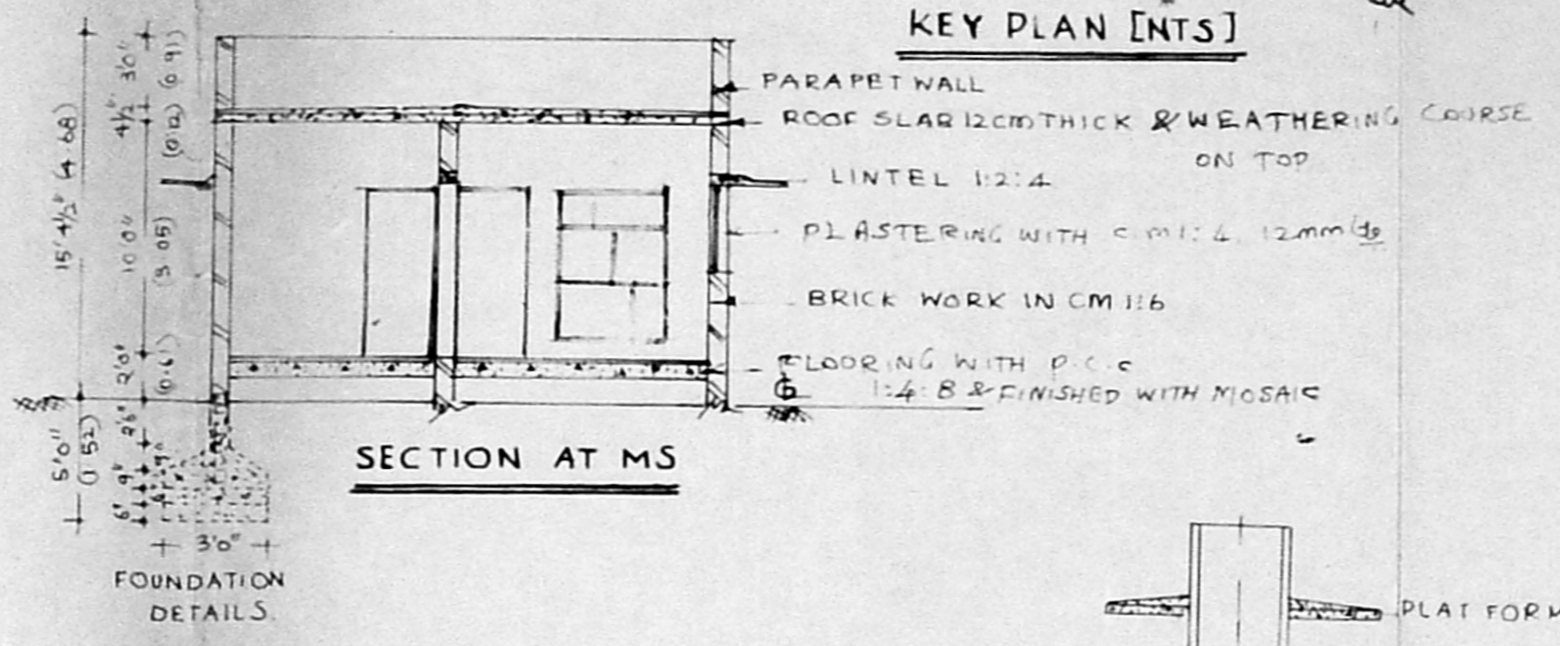 KEY PLAN [NTS]
PARAPET WALL
ROOF SLAB 12CM THICK & WEATHERING COURSE
ON TOP
LINTEL 1:2:4
PLASTERING WITH C.M 1:4, 12mm
BRICK WORK IN CM 1:6
FLOORING WITH P.C.C
1:4:8 & FINISHED WITH MOSAIC
G
3'0" (0.91)
4½" (0.12)
10'0" (3.05)
2'0" (0.61)
15'4½" (4.68)
5'0" (1.52)
2'6"
9"
6"
3'0"
SECTION AT MS
FOUNDATION
DETAILS.
PLAT FORM